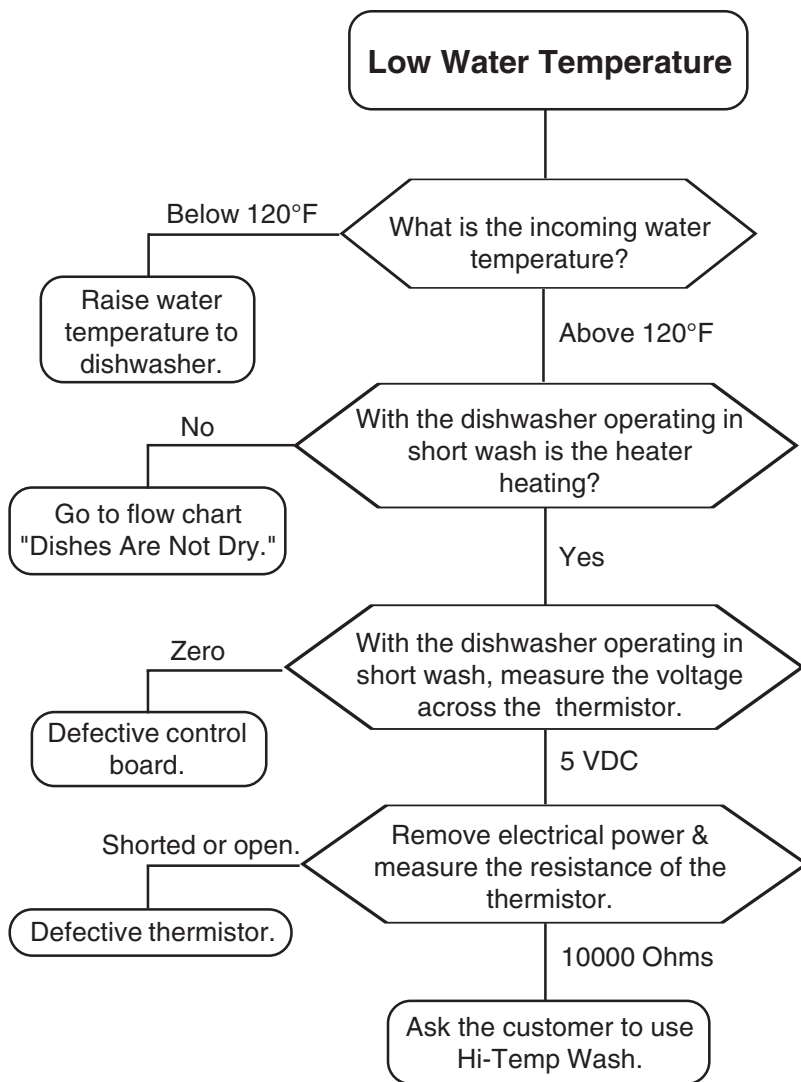 Low Water Temperature
Below 120°F
What is the incoming water
temperature?
Raise water
temperature to
dishwasher.
Above 120°F
No
With the dishwasher operating in
short wash is the heater
heating?
Go to flow chart
"Dishes Are Not Dry."
Yes
Zero
With the dishwasher operating in
short wash, measure the voltage
across the thermistor.
Defective control
board.
5 VDC
Shorted or open.
Remove electrical power &
measure the resistance of the
thermistor.
Defective thermistor.
10000 Ohms
Ask the customer to use
Hi-Temp Wash.